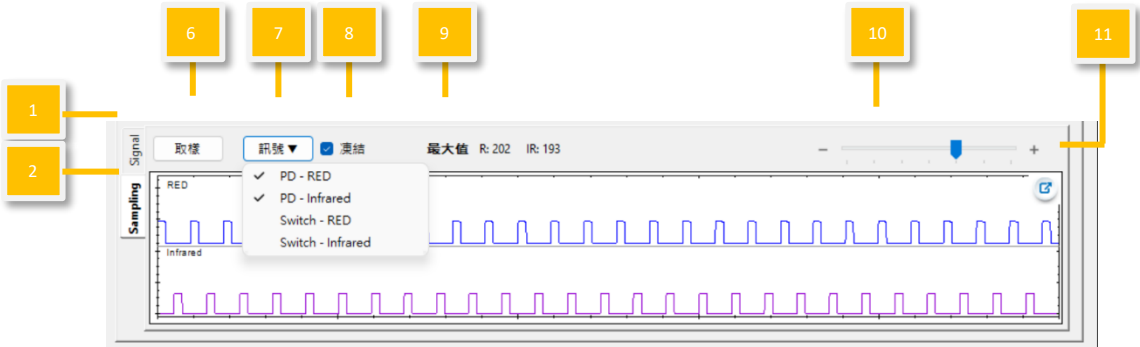 6
7
8
9
10
11
1
2
Signal
Sampling
取樣
訊號▼
凍結
最大值 R: 202 IR: 193
− +
PD - RED
PD - Infrared
Switch - RED
Switch - Infrared
RED
Infrared